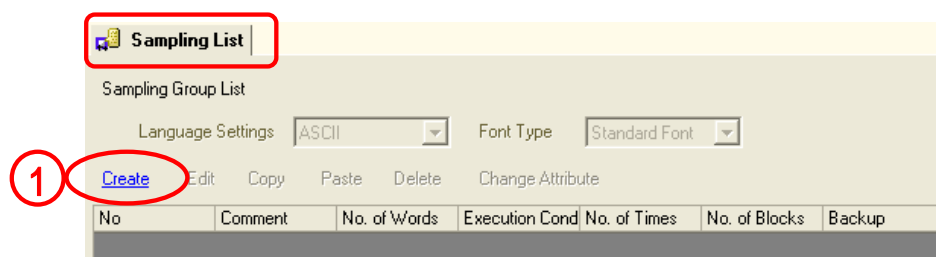 Sampling List
Sampling Group List
Language Settings ASCII Font Type Standard Font
1 Create Edit Copy Paste Delete Change Attribute
No Comment No. of Words Execution Cond No. of Times No. of Blocks Backup